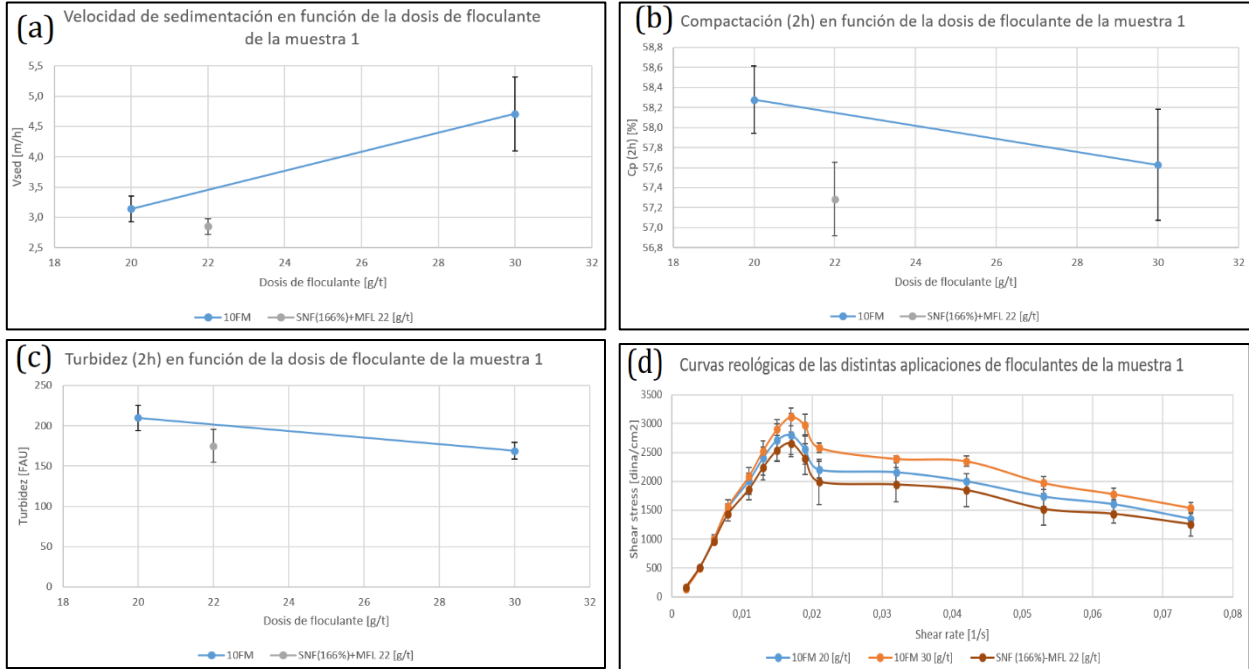 (a)
Velocidad de sedimentación en función de la dosis de floculante
de la muestra 1
5,5
5,0
4,5
4,0
3,5
3,0
2,5
Vsed [m/h]
18 20 22 24 26 28 30 32
Dosis de floculante [g/t]
10FM SNF(166%)+MFL 22 [g/t]
(b)
Compactación (2h) en función de la dosis de floculante
de la muestra 1
58,8
58,6
58,4
58,2
58,0
57,8
57,6
57,4
57,2
57,0
56,8
Cp (2h) [%]
18 20 22 24 26 28 30 32
Dosis de floculante [g/t]
10FM SNF(166%)+MFL 22 [g/t]
(c)
Turbidez (2h) en función de la dosis de floculante de la muestra 1
250
200
150
100
50
0
Turbidez [FAU]
18 20 22 24 26 28 30 32
Dosis de floculante [g/t]
10FM SNF(166%)+MFL 22 [g/t]
(d)
Curvas reológicas de las distintas aplicaciones de floculantes de la muestra 1
3500
3000
2500
2000
1500
1000
500
0
Shear stress [dina/cm2]
0 0,01 0,02 0,03 0,04 0,05 0,06 0,07 0,08
Shear rate [1/s]
10FM 20 [g/t] 10FM 30 [g/t] SNF (166%)-MFL 22 [g/t]